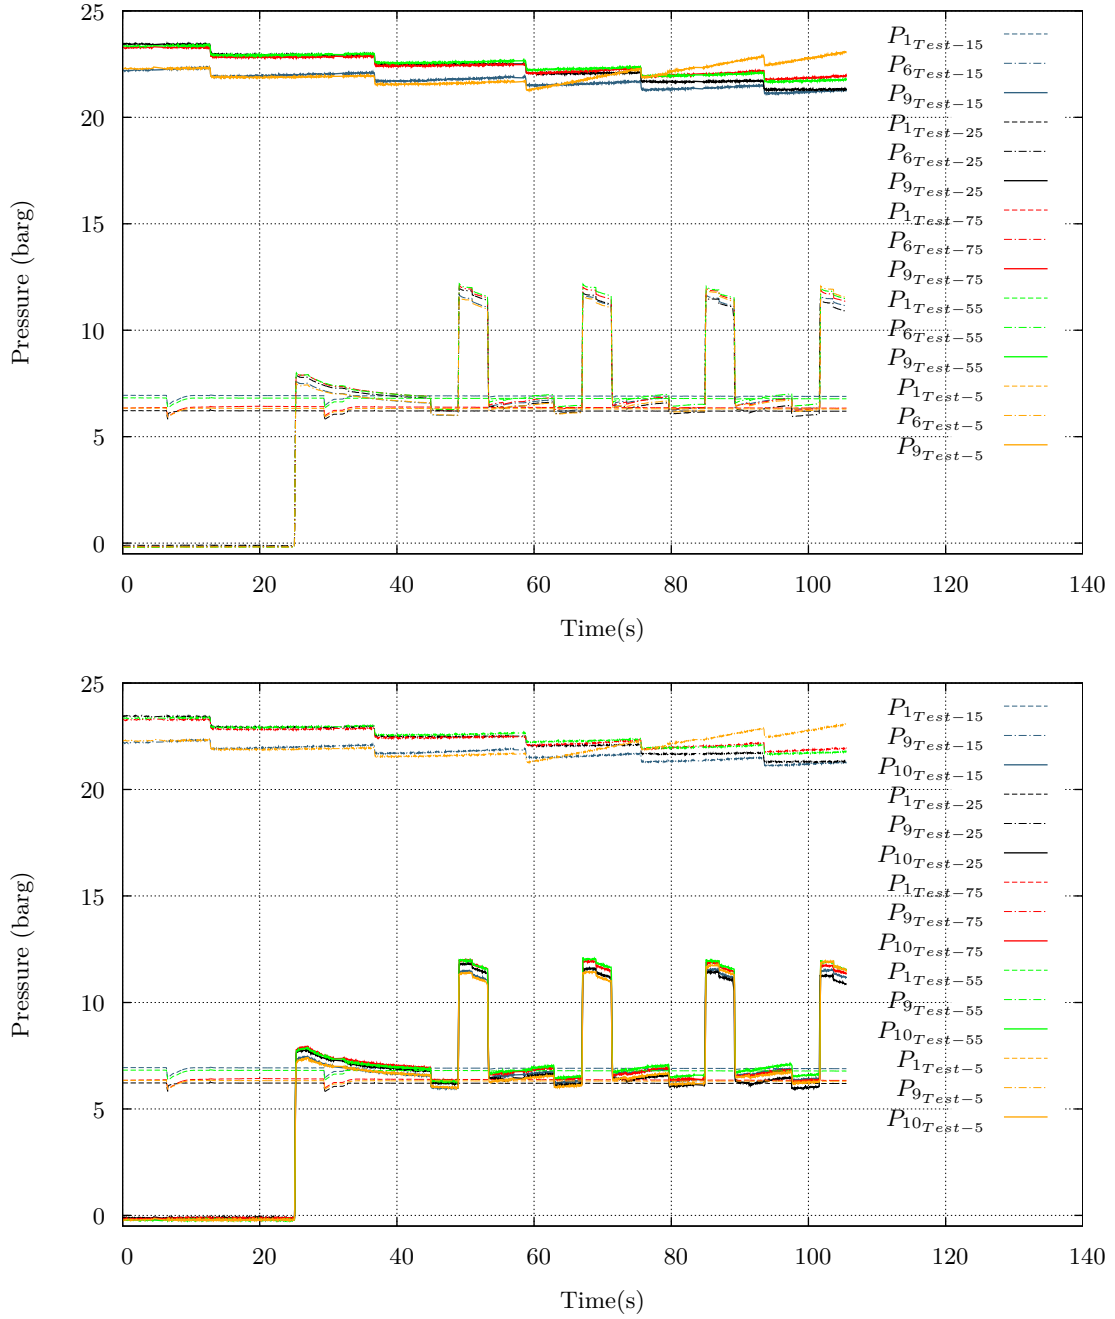 25
20
15
10
5
0
0 20 40 60 80 100 120 140
Pressure (barg)
Time(s)
P1Test−15
P6Test−15
P9Test−15
P1Test−25
P6Test−25
P9Test−25
P1Test−75
P6Test−75
P9Test−75
P1Test−55
P6Test−55
P9Test−55
P1Test−5
P6Test−5
P9Test−5
25
20
15
10
5
0
0 20 40 60 80 100 120 140
Pressure (barg)
Time(s)
P1Test−15
P9Test−15
P10Test−15
P1Test−25
P9Test−25
P10Test−25
P1Test−75
P9Test−75
P10Test−75
P1Test−55
P9Test−55
P10Test−55
P1Test−5
P9Test−5
P10Test−5